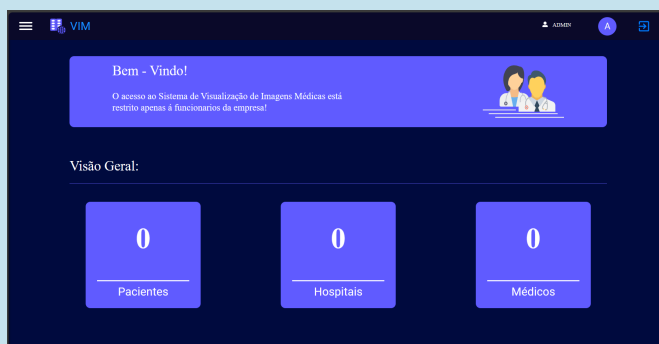 VIM
ADMIN
A
Bem - Vindo!
O acesso ao Sistema de Visualização de Imagens Médicas está
restrito apenas á funcionarios da empresa!
Visão Geral:
0
Pacientes
0
Hospitais
0
Médicos